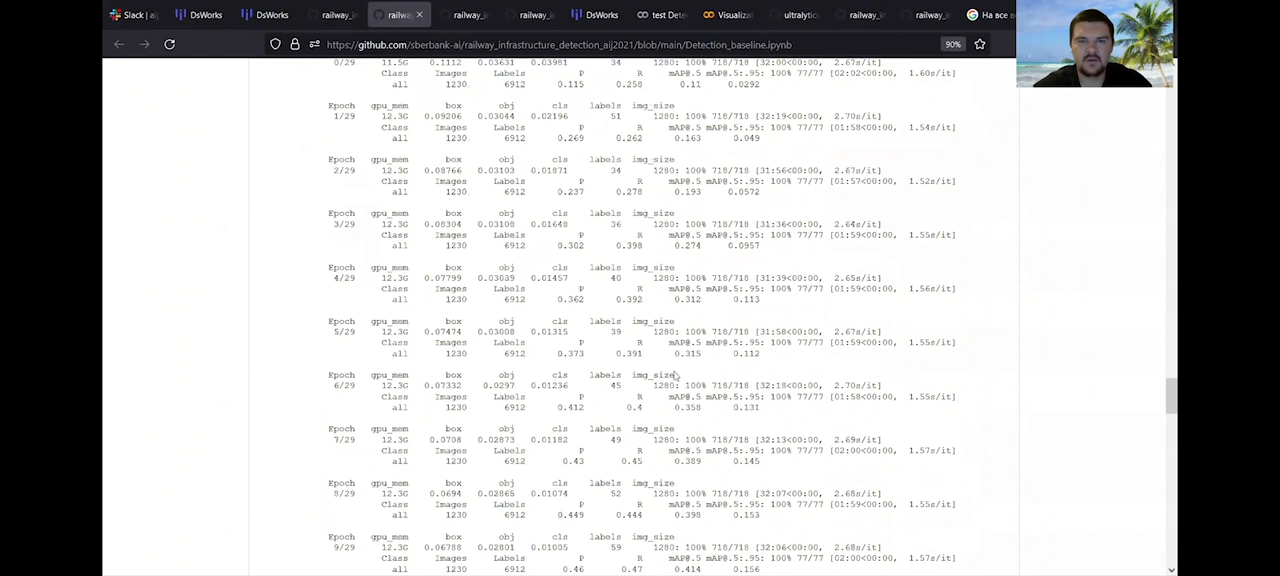 Slack | aij
DsWorks
DsWorks
railway_i
railwa
railway_i
railway_i
DsWorks
test Dete
Visualiza
ultralytics
railway_i
railway_i
На все в
https://github.com/sberbank-ai/railway_infrastructure_detection_aij2021/blob/main/Detection_baseline.ipynb
90%
0/29 11.5G 0.1112 0.03631 0.03981 34 1280: 100% 718/718 [32:00<00:00, 2.67s/it]
Class Images Labels P R mAP@.5 mAP@.5:.95: 100% 77/77 [02:02<00:00, 1.60s/it]
all 1230 6912 0.115 0.258 0.11 0.0292
Epoch gpu_mem box obj cls labels img_size
1/29 12.3G 0.09206 0.03044 0.02196 51 1280: 100% 718/718 [32:19<00:00, 2.70s/it]
Class Images Labels P R mAP@.5 mAP@.5:.95: 100% 77/77 [01:58<00:00, 1.54s/it]
all 1230 6912 0.269 0.262 0.163 0.049
Epoch gpu_mem box obj cls labels img_size
2/29 12.3G 0.08766 0.03103 0.01871 34 1280: 100% 718/718 [31:56<00:00, 2.67s/it]
Class Images Labels P R mAP@.5 mAP@.5:.95: 100% 77/77 [01:57<00:00, 1.52s/it]
all 1230 6912 0.237 0.278 0.193 0.0572
Epoch gpu_mem box obj cls labels img_size
3/29 12.3G 0.08304 0.03108 0.01648 36 1280: 100% 718/718 [31:36<00:00, 2.64s/it]
Class Images Labels P R mAP@.5 mAP@.5:.95: 100% 77/77 [01:59<00:00, 1.55s/it]
all 1230 6912 0.302 0.398 0.274 0.0957
Epoch gpu_mem box obj cls labels img_size
4/29 12.3G 0.07799 0.03039 0.01457 40 1280: 100% 718/718 [31:39<00:00, 2.65s/it]
Class Images Labels P R mAP@.5 mAP@.5:.95: 100% 77/77 [01:59<00:00, 1.56s/it]
all 1230 6912 0.362 0.392 0.312 0.113
Epoch gpu_mem box obj cls labels img_size
5/29 12.3G 0.07474 0.03008 0.01315 39 1280: 100% 718/718 [31:58<00:00, 2.67s/it]
Class Images Labels P R mAP@.5 mAP@.5:.95: 100% 77/77 [01:59<00:00, 1.55s/it]
all 1230 6912 0.373 0.391 0.315 0.112
Epoch gpu_mem box obj cls labels img_size
6/29 12.3G 0.07332 0.0297 0.01236 45 1280: 100% 718/718 [32:18<00:00, 2.70s/it]
Class Images Labels P R mAP@.5 mAP@.5:.95: 100% 77/77 [01:58<00:00, 1.55s/it]
all 1230 6912 0.412 0.4 0.358 0.131
Epoch gpu_mem box obj cls labels img_size
7/29 12.3G 0.0708 0.02873 0.01182 49 1280: 100% 718/718 [32:13<00:00, 2.69s/it]
Class Images Labels P R mAP@.5 mAP@.5:.95: 100% 77/77 [02:00<00:00, 1.57s/it]
all 1230 6912 0.43 0.45 0.389 0.145
Epoch gpu_mem box obj cls labels img_size
8/29 12.3G 0.0694 0.02865 0.01074 52 1280: 100% 718/718 [32:07<00:00, 2.68s/it]
Class Images Labels P R mAP@.5 mAP@.5:.95: 100% 77/77 [01:59<00:00, 1.56s/it]
all 1230 6912 0.449 0.444 0.398 0.153
Epoch gpu_mem box obj cls labels img_size
9/29 12.3G 0.06788 0.02801 0.01005 59 1280: 100% 718/718 [32:06<00:00, 2.68s/it]
Class Images Labels P R mAP@.5 mAP@.5:.95: 100% 77/77 [02:00<00:00, 1.57s/it]
all 1230 6912 0.46 0.47 0.414 0.156